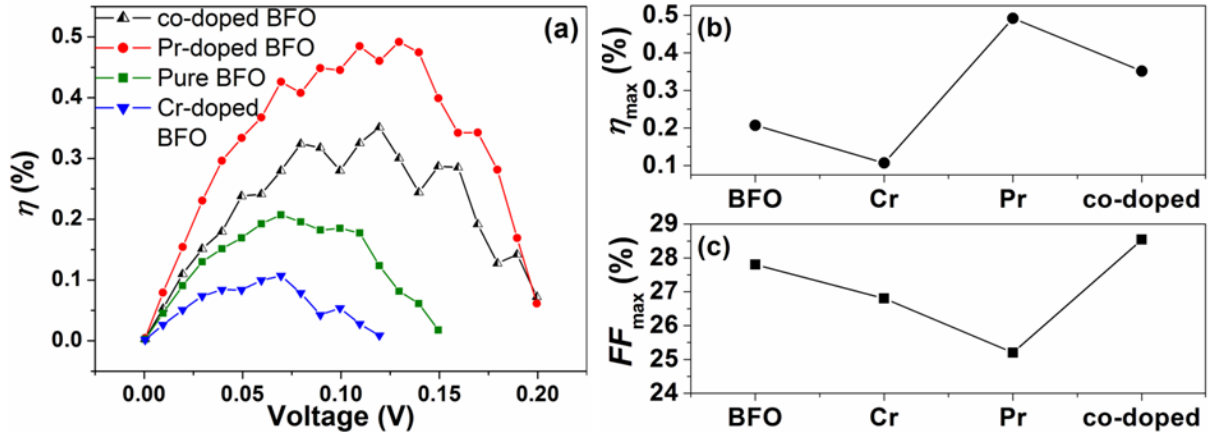 co-doped BFO
Pr-doped BFO
Pure BFO
Cr-doped
BFO
(a)
0.5
0.4
0.3
0.2
0.1
0.0
η (%)
0.00
0.05
0.10
0.15
0.20
Voltage (V)
(b)
0.5
0.4
0.3
0.2
0.1
ηmax (%)
BFO
Cr
Pr
co-doped
(c)
29
28
27
26
25
24
FFmax (%)
BFO
Cr
Pr
co-doped